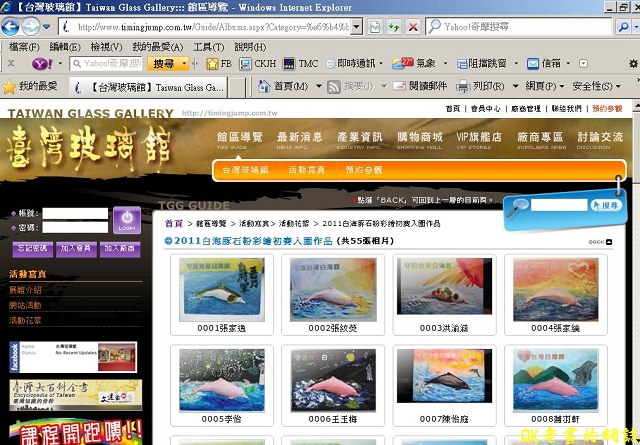 【台灣玻璃館】Taiwan Glass Gallery::: 館區導覽 - Windows Internet Explorer
http://www.timingjump.com.tw/Guide/Albums.aspx?Category=%e6%b4%b
Yahoo!奇摩搜尋
檔案(F) 編輯(E) 檢視(V) 我的最愛(A) 工具(T) 說明(H)
Yahoo!奇摩搜尋 搜尋 FB CKJH TMC 即時通訊 27 氣象 阻擋視窗 信箱
我的最愛 【台灣玻璃館】Taiwan Glass Ga... 首頁(M) 摘要(J) 閱讀郵件 列印(R) 網頁(P) 安全性(S)
首頁 | 會員中心 | 廠商管理 | 聯絡我們 | 預約參觀
TAIWAN GLASS GALLERY http://timingjump.com.tw
臺灣玻璃館
館區導覽 最新消息 產業資訊 購物商城 VIP旗艦店 廠商專區 討論交流
TGG GUIDE NEWS INFO. INDUSTRY INFO. SHOPPING MALL VIP STORES SUPPLIERS AREA DISCUSSION
台灣玻璃館 活動寫真 預約參觀
點選「BACK」可回到上一層的目前頁。
TGG GUIDE
搜尋
帳號:
密碼:
LOGIN
忘記密碼 加入會員 加入廠商
首頁 > 館區導覽 > 活動寫真 > 活動花絮 > 2011白海豚石粉彩繪初賽入圍作品
2011白海豚石粉彩繪初賽入圍作品 (共55張相片)
BACK
活動寫真
展館介紹
網站活動
活動花絮
0001張家逸 0002張紋熒 0003洪渝涵 0004張家綺
facebook
Name 台灣玻璃館
Status No Recent Updates
臺灣大百科全書
Encyclopedia of Taiwan
0005李怡 0006王玉梅 0007陳怡庭 0008蕭羽軒
課程開跑嘍!!